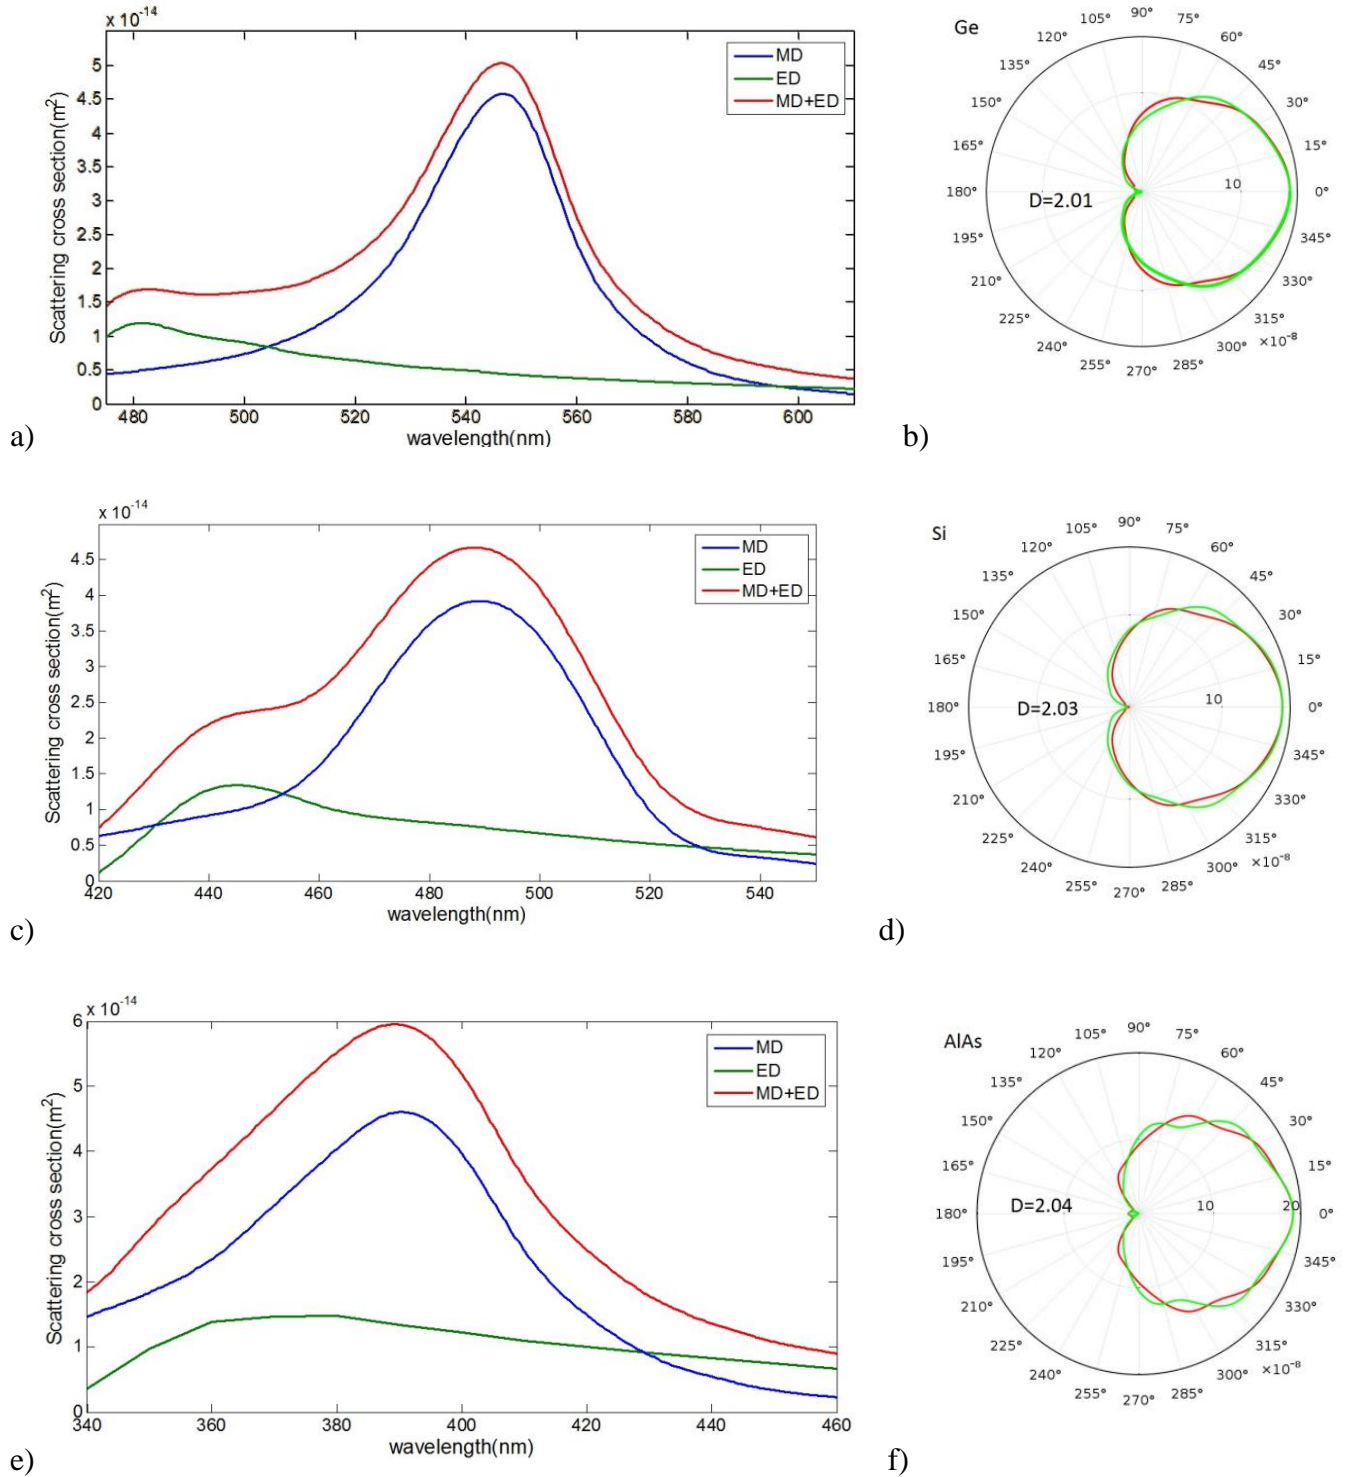 x 10^-14
Scattering cross section(m^2)
5
4.5
4
3.5
3
2.5
2
1.5
1
0.5
0
480 500 520 540 560 580 600
wavelength(nm)
MD
ED
MD+ED
a)
Ge
90°
105° 75°
120° 60°
135° 45°
150° 30°
165° 15°
180° D=2.01 10 0°
195° 345°
210° 330°
225° 315°
240° 300° ×10^-8
255° 270° 285°
b)
x 10^-14
Scattering cross section(m^2)
4.5
4
3.5
3
2.5
2
1.5
1
0.5
0
420 440 460 480 500 520 540
wavelength(nm)
MD
ED
MD+ED
c)
Si
90°
105° 75°
120° 60°
135° 45°
150° 30°
165° 15°
180° D=2.03 10 0°
195° 345°
210° 330°
225° 315°
240° 300° ×10^-8
255° 270° 285°
d)
x 10^-14
Scattering cross section(m^2)
6
5
4
3
2
1
0
340 360 380 400 420 440 460
wavelength(nm)
MD
ED
MD+ED
e)
AlAs
90°
105° 75°
120° 60°
135° 45°
150° 30°
165° 15°
180° D=2.04 10 20 0°
195° 345°
210° 330°
225° 315°
240° 300° ×10^-8
255° 270° 285°
f)